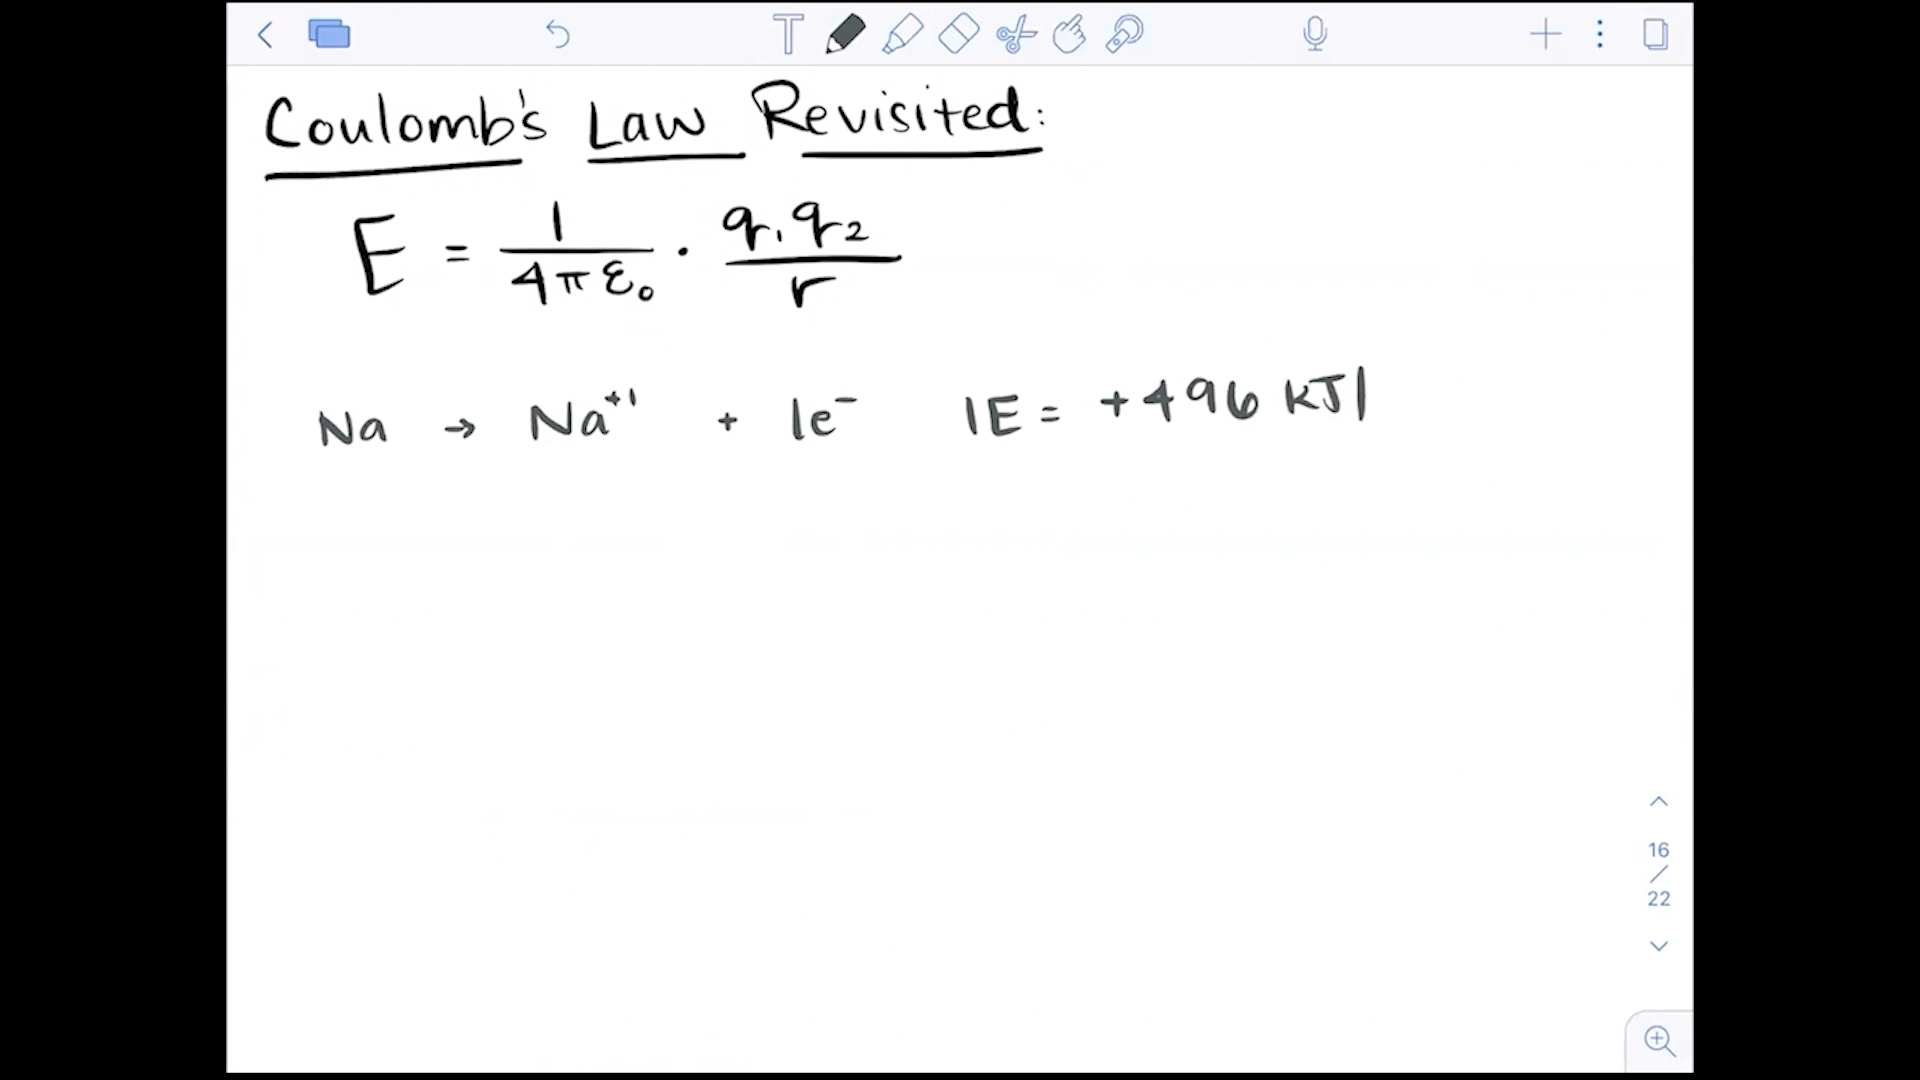 Coulomb's Law Revisited:
E = 1/4πε₀ · q₁q₂/r
Na → Na⁺¹ + 1e⁻ IE = +496 kJ/
16
/
22